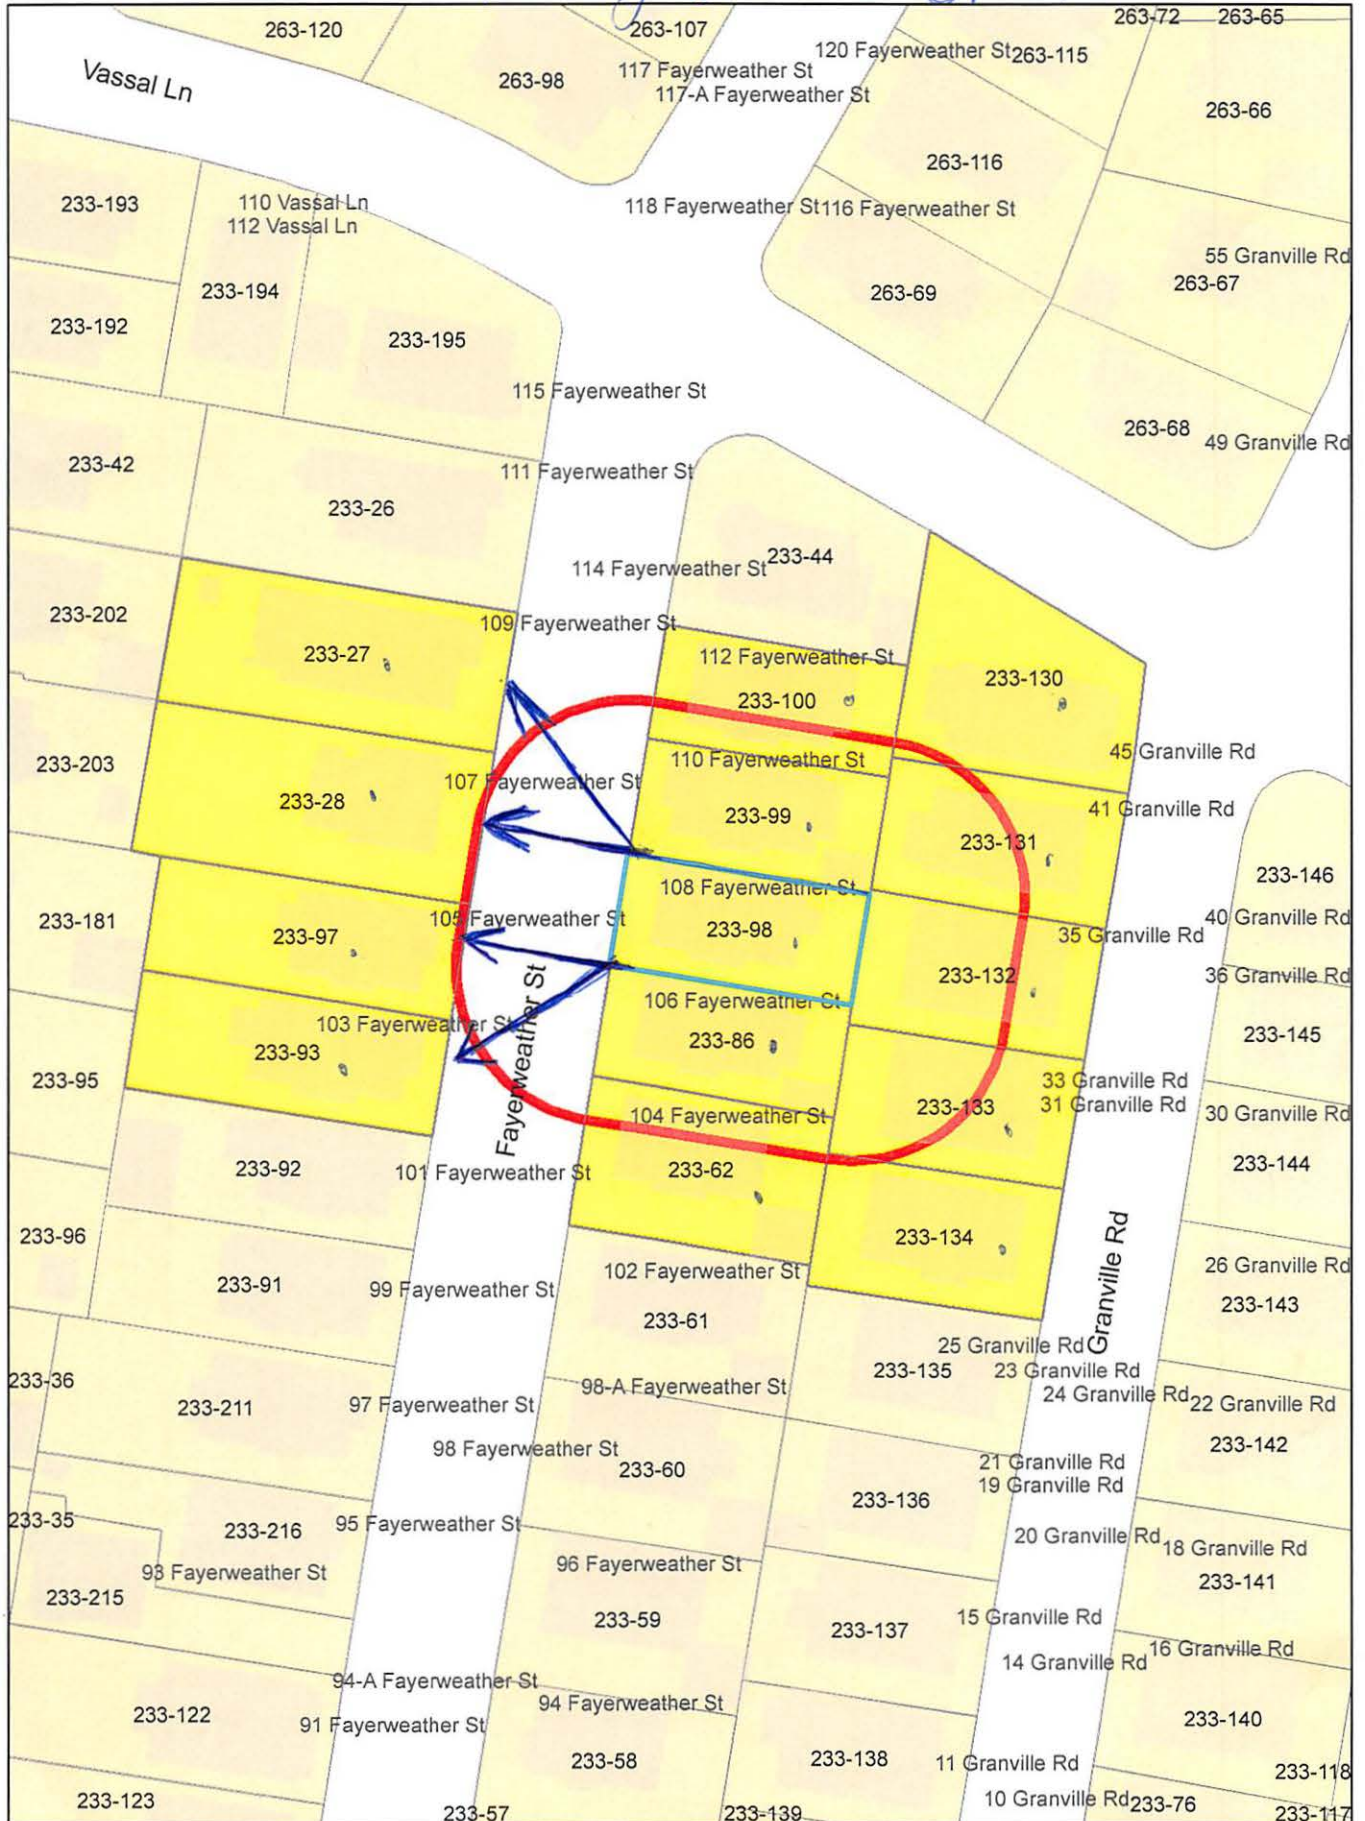 263-120
263-107
263-72
263-65
120 Fayerweather St
263-115
Vassal Ln
263-98
117 Fayerweather St
117-A Fayerweather St
263-66
263-116
233-193
110 Vassal Ln
112 Vassal Ln
118 Fayerweather St
116 Fayerweather St
55 Granville Rd
263-67
233-194
263-69
233-192
233-195
115 Fayerweather St
263-68
49 Granville Rd
233-42
111 Fayerweather St
233-26
233-44
114 Fayerweather St
233-202
109 Fayerweather St
233-27
112 Fayerweather St
233-100
233-130
45 Granville Rd
233-203
110 Fayerweather St
107 Fayerweather St
233-28
41 Granville Rd
233-99
233-131
233-146
108 Fayerweather St
233-181
105 Fayerweather St
40 Granville Rd
233-97
233-98
35 Granville Rd
233-132
36 Granville Rd
106 Fayerweather St
103 Fayerweather St
233-86
233-145
233-93
Fayerweather St
233-95
33 Granville Rd
31 Granville Rd
233-133
104 Fayerweather St
30 Granville Rd
233-92
101 Fayerweather St
233-62
233-144
233-96
233-134
Granville Rd
102 Fayerweather St
26 Granville Rd
233-91
99 Fayerweather St
233-143
233-61
25 Granville Rd
233-135
23 Granville Rd
233-36
98-A Fayerweather St
24 Granville Rd
22 Granville Rd
233-211
97 Fayerweather St
98 Fayerweather St
233-142
233-60
21 Granville Rd
19 Granville Rd
233-136
233-35
233-216
95 Fayerweather St
20 Granville Rd
18 Granville Rd
93 Fayerweather St
96 Fayerweather St
233-141
233-215
233-59
15 Granville Rd
233-137
16 Granville Rd
14 Granville Rd
94-A Fayerweather St
233-122
94 Fayerweather St
91 Fayerweather St
233-140
233-58
233-138
11 Granville Rd
233-118
233-123
10 Granville Rd
233-76
233-57
233-139
233-117